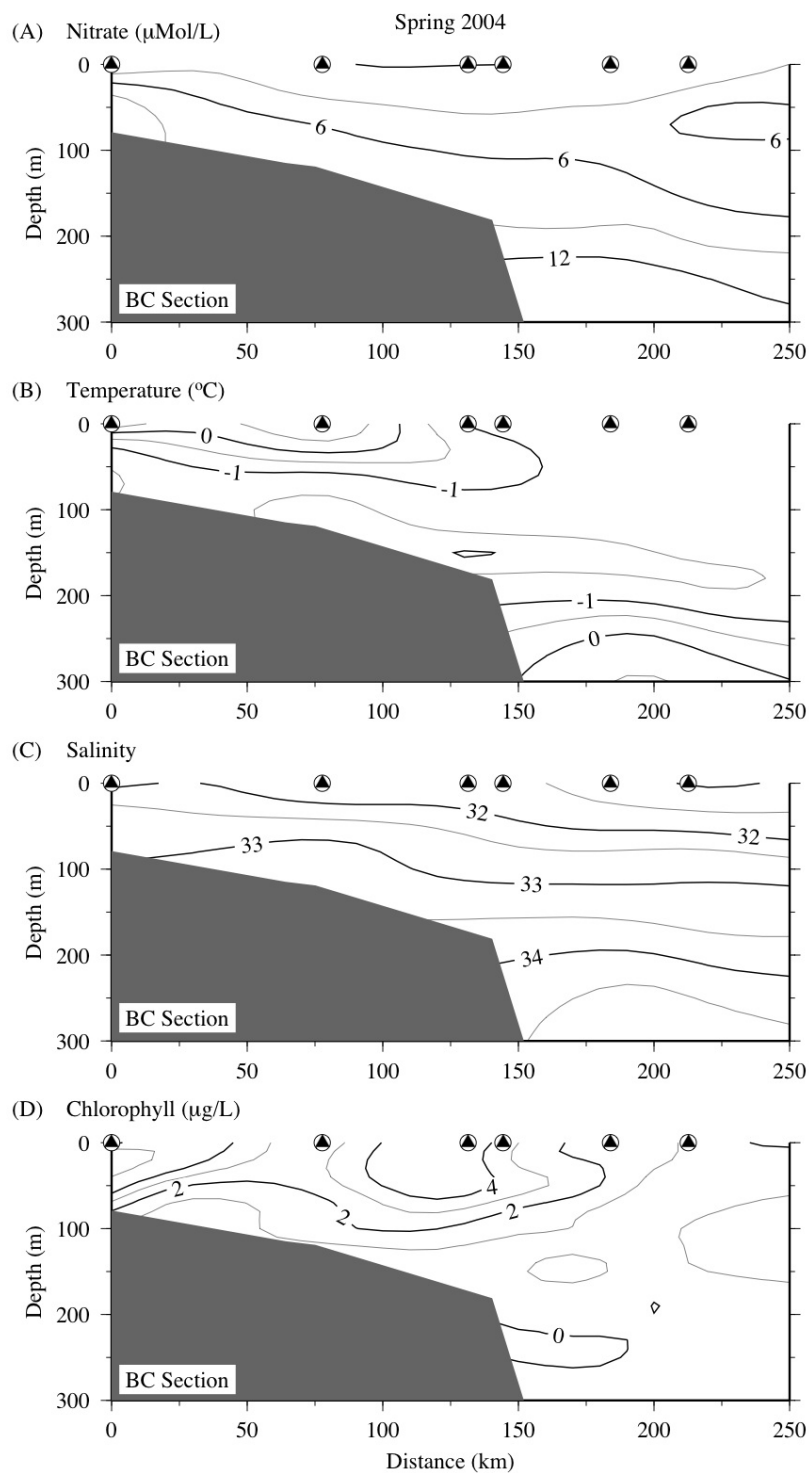 Spring 2004
(A) Nitrate (μMol/L)
0
100
200
300
Depth (m)
6
6
6
12
BC Section
0 50 100 150 200 250
(B) Temperature (ºC)
0
100
200
300
Depth (m)
0
-1
-1
-1
0
BC Section
0 50 100 150 200 250
(C) Salinity
0
100
200
300
Depth (m)
32
32
33
33
34
BC Section
0 50 100 150 200 250
(D) Chlorophyll (μg/L)
0
100
200
300
Depth (m)
2
4
2
2
0
BC Section
0 50 100 150 200 250
Distance (km)